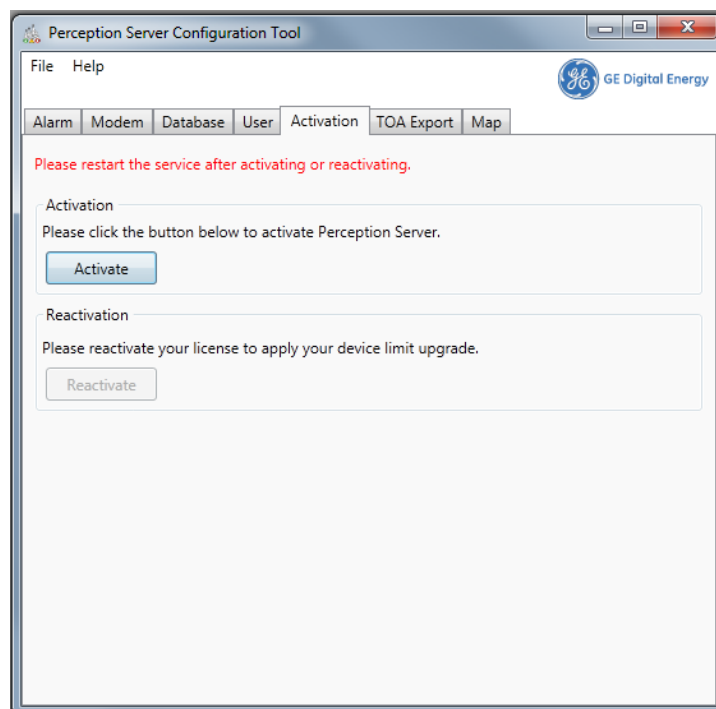 Perception Server Configuration Tool
File Help
GE Digital Energy
Alarm Modem Database User Activation TOA Export Map
Please restart the service after activating or reactivating.
Activation
Please click the button below to activate Perception Server.
Activate
Reactivation
Please reactivate your license to apply your device limit upgrade.
Reactivate